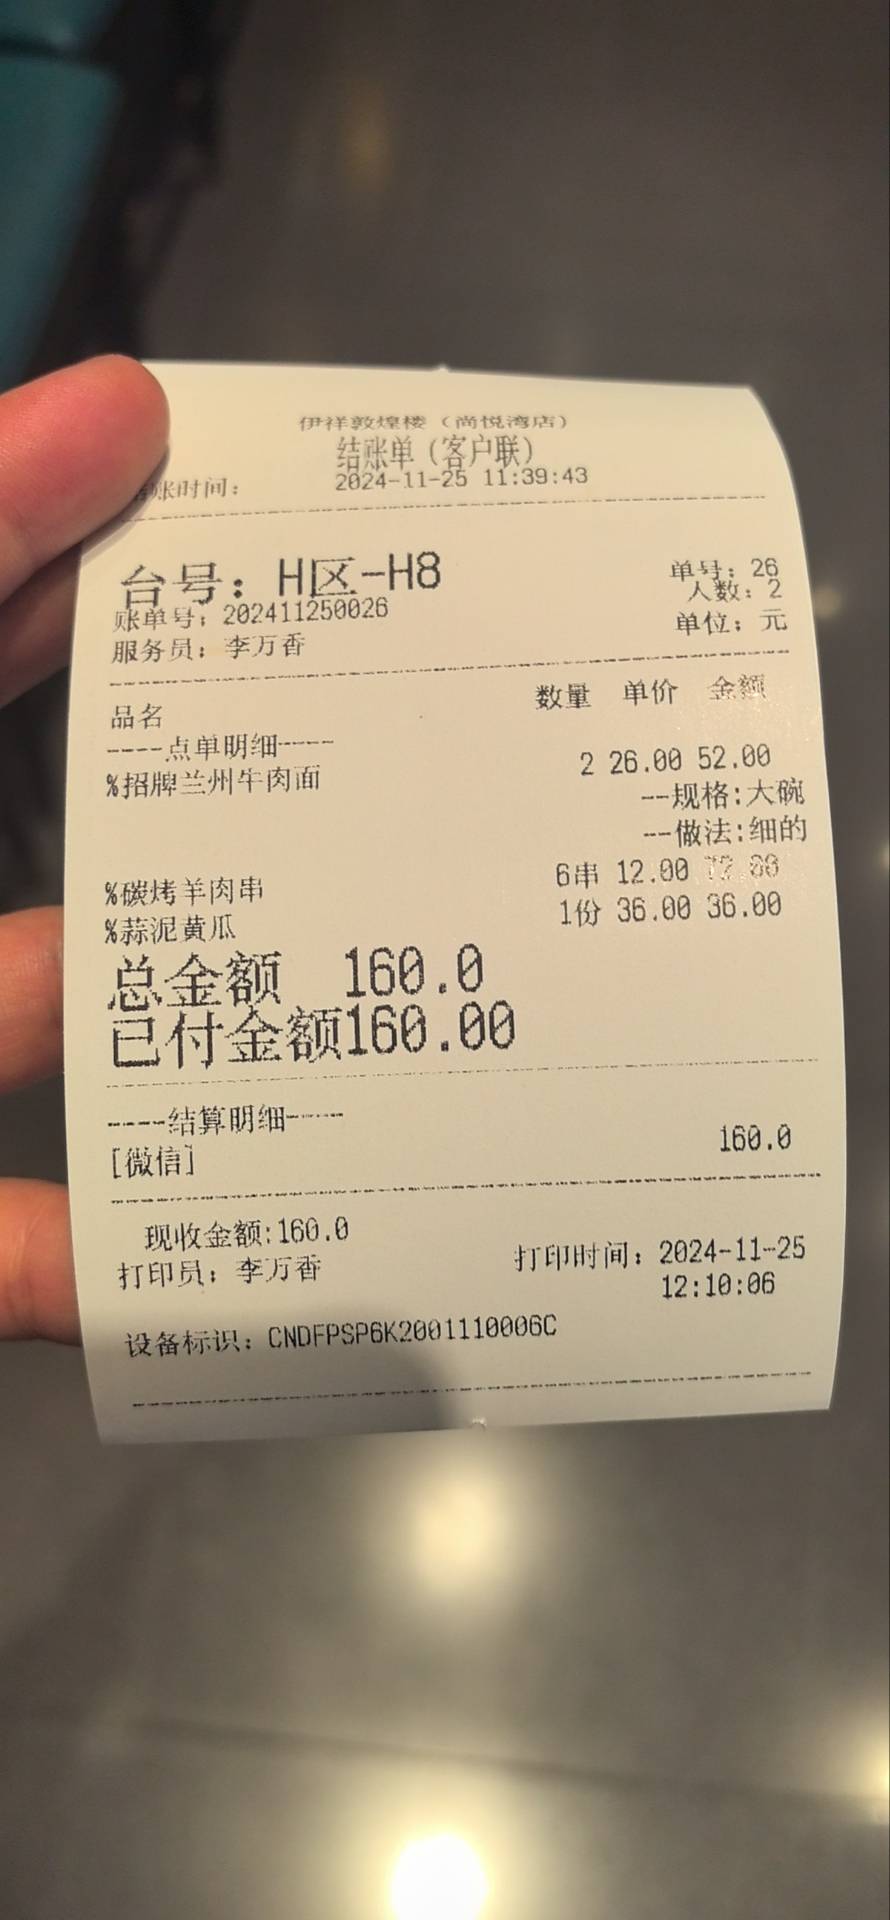 伊祥敦煌楼（尚悦湾店）
结账单（客户联）
结账时间： 2024-11-25 11:39:43
台号：H区-H8 单号：26
人数：2
账单号：202411250026
服务员：李万香 单位：元
品名 数量 单价 金额
----点单明细----
%招牌兰州牛肉面 2 26.00 52.00
--规格:大碗
--做法:细的
%碳烤羊肉串 6串 12.00 72.00
%蒜泥黄瓜 1份 36.00 36.00
总金额 160.0
已付金额160.00
----结算明细----
[微信] 160.0
现收金额:160.0
打印员：李万香 打印时间：2024-11-25
12:10:06
设备标识：CNDFPSP6K2001110006C